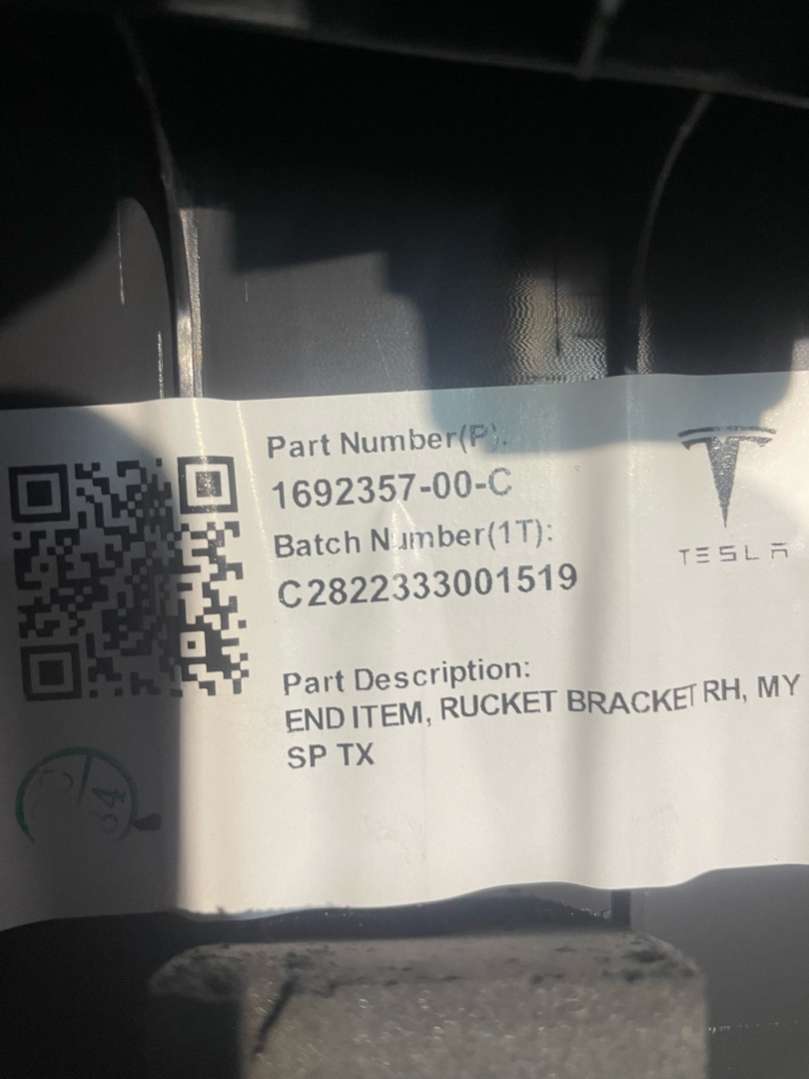 Part Number(P):
1692357-00-C
Batch Number(1T):
C2822333001519
TESLA
Part Description:
END ITEM, RUCKET BRACKET RH, MY
SP TX